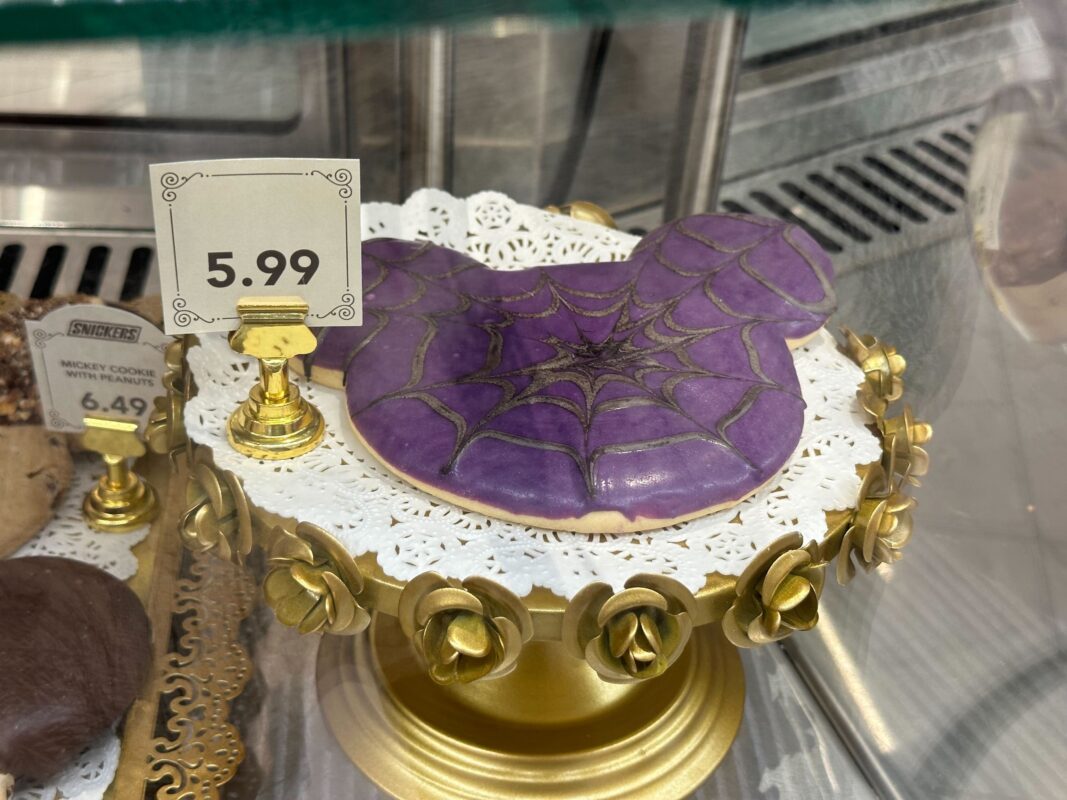 5.99
SNICKERS
MICKEY COOKIE
WITH PEANUTS
6.49